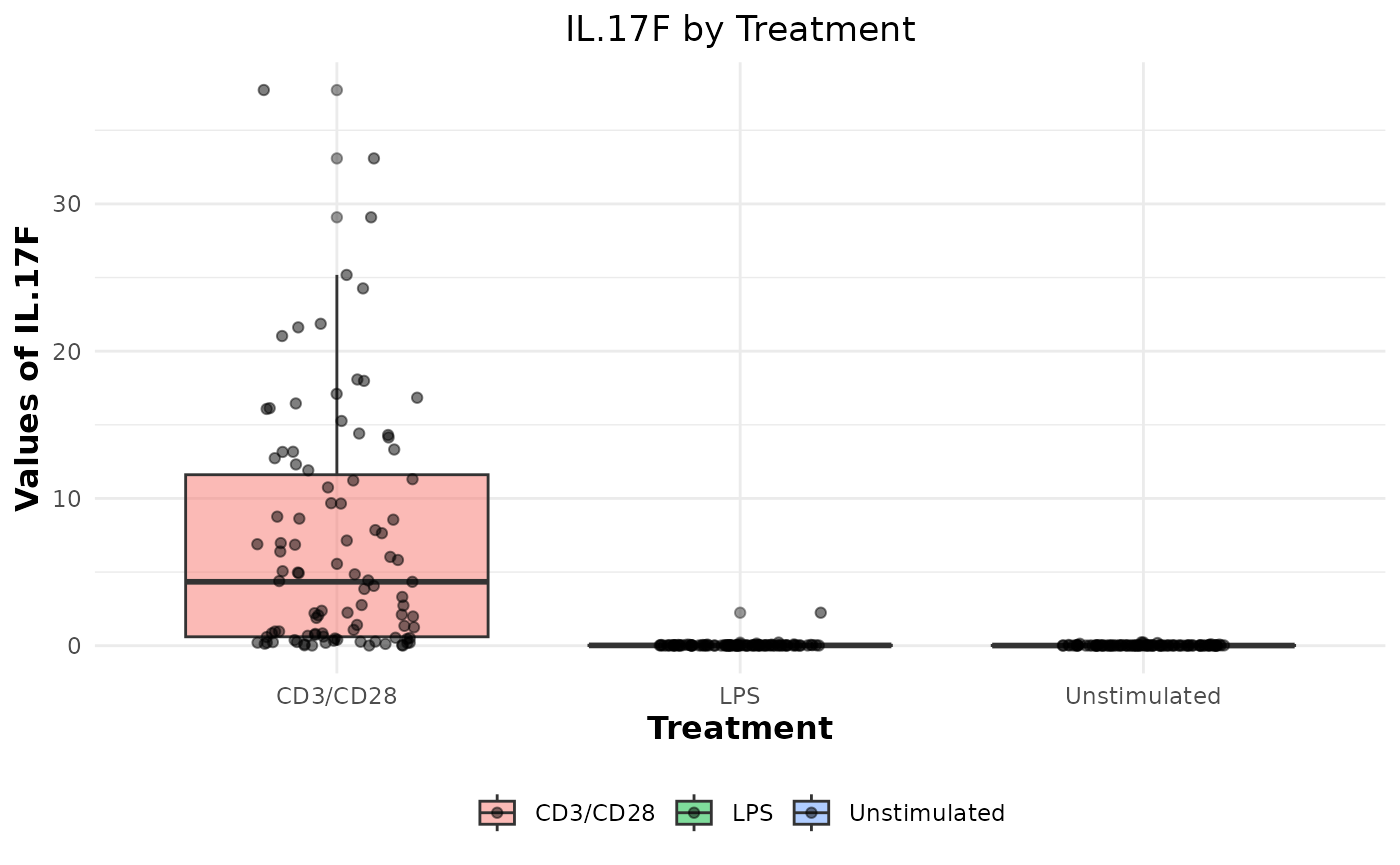 IL.17F by Treatment
Values of IL.17F
30
20
10
0
CD3/CD28 LPS Unstimulated
Treatment
CD3/CD28 LPS Unstimulated